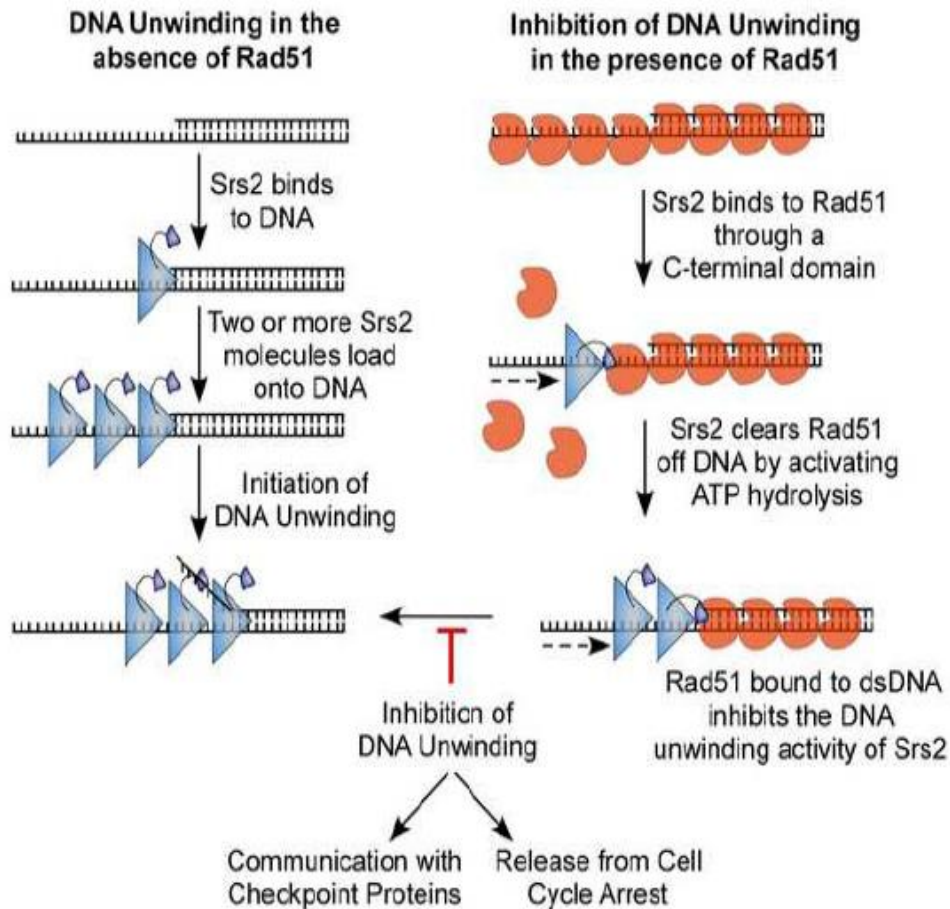 DNA Unwinding in the
absence of Rad51
Srs2 binds
to DNA
Two or more Srs2
molecules load
onto DNA
Initiation of
DNA Unwinding
Inhibition of DNA Unwinding
in the presence of Rad51
Srs2 binds to Rad51
through a
C-terminal domain
Srs2 clears Rad51
off DNA by activating
ATP hydrolysis
Rad51 bound to dsDNA
inhibits the DNA
unwinding activity of Srs2
Inhibition of
DNA Unwinding
Communication with
Checkpoint Proteins
Release from Cell
Cycle Arrest